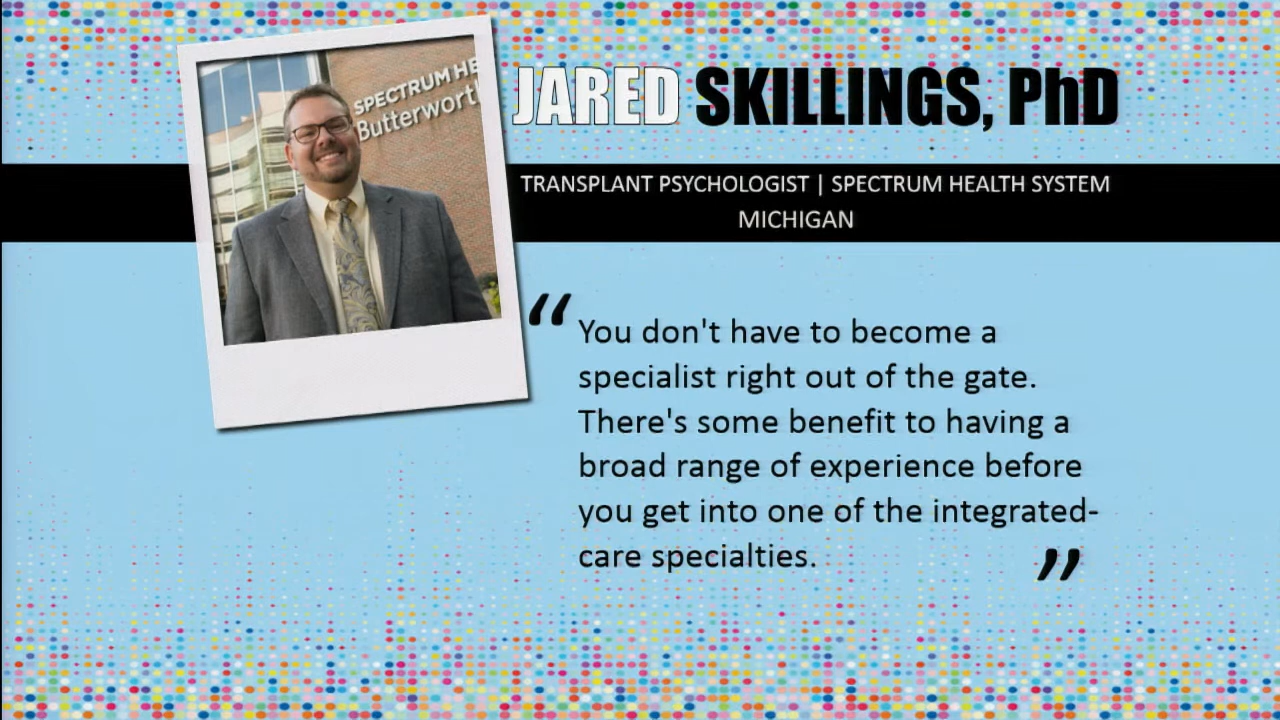 SPECTRUM HE
Butterwort
JARED SKILLINGS, PhD
TRANSPLANT PSYCHOLOGIST | SPECTRUM HEALTH SYSTEM
MICHIGAN
“You don't have to become a
specialist right out of the gate.
There's some benefit to having a
broad range of experience before
you get into one of the integrated-
care specialties.”